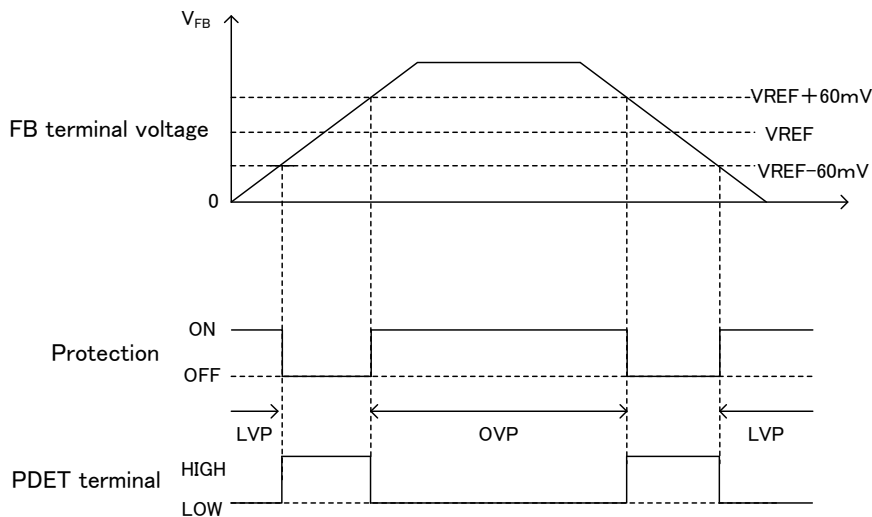 VFB
VREF+60mV
FB terminal voltage
VREF
VREF-60mV
0
ON
Protection
OFF
LVP
OVP
LVP
HIGH
PDET terminal
LOW